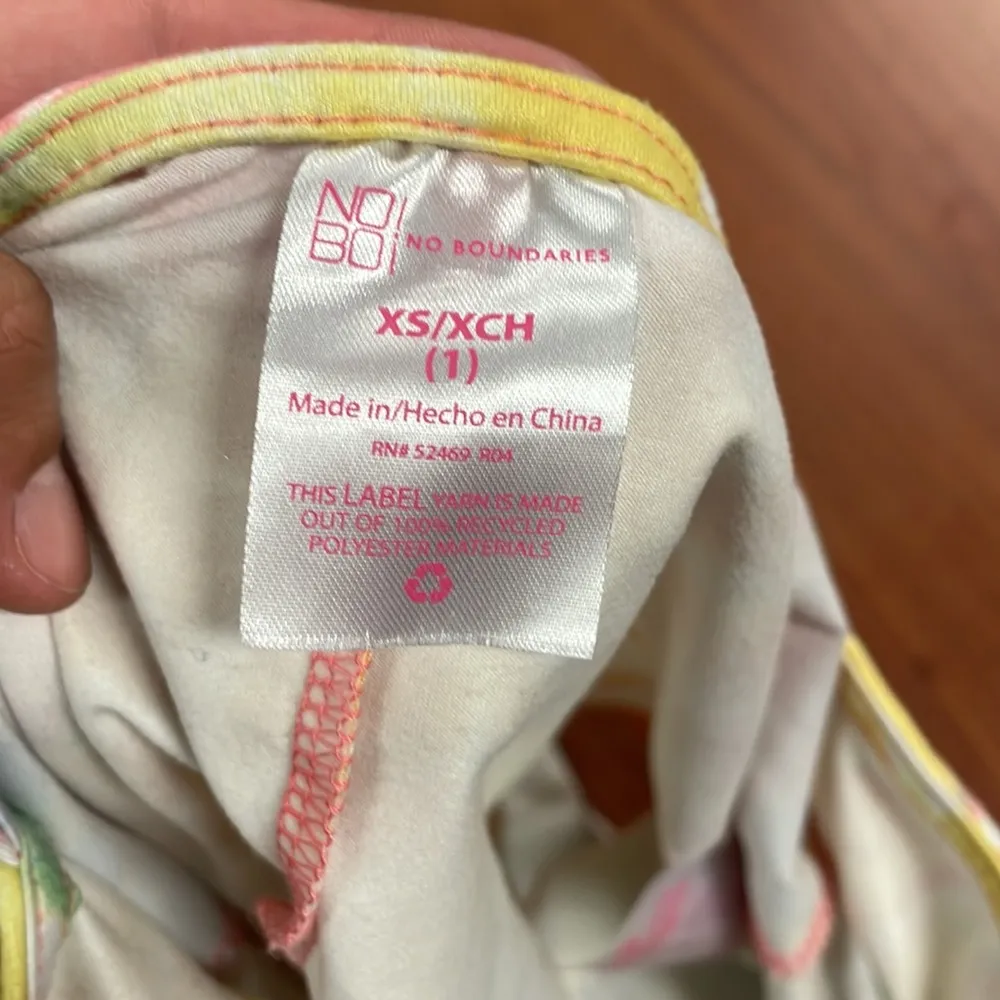 NO
BO
NO BOUNDARIES
XS/XCH
(1)
Made in/Hecho en China
RN# 52469 R04
THIS LABEL YARN IS MADE
OUT OF 100% RECYCLED
POLYESTER MATERIALS